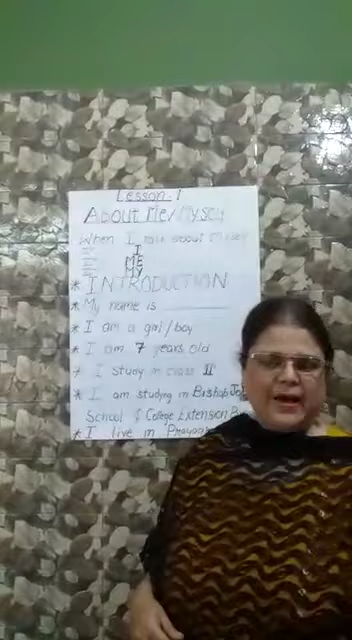 Lesson-1
About Me/Myself
When I talk about Myself
I
ME
MY
* INTRODUCTION
* My name is
* I am a girl/boy
* I am 7 years old
* I study in class II
* I am studying in Bishop
School & College Extension
* I live in